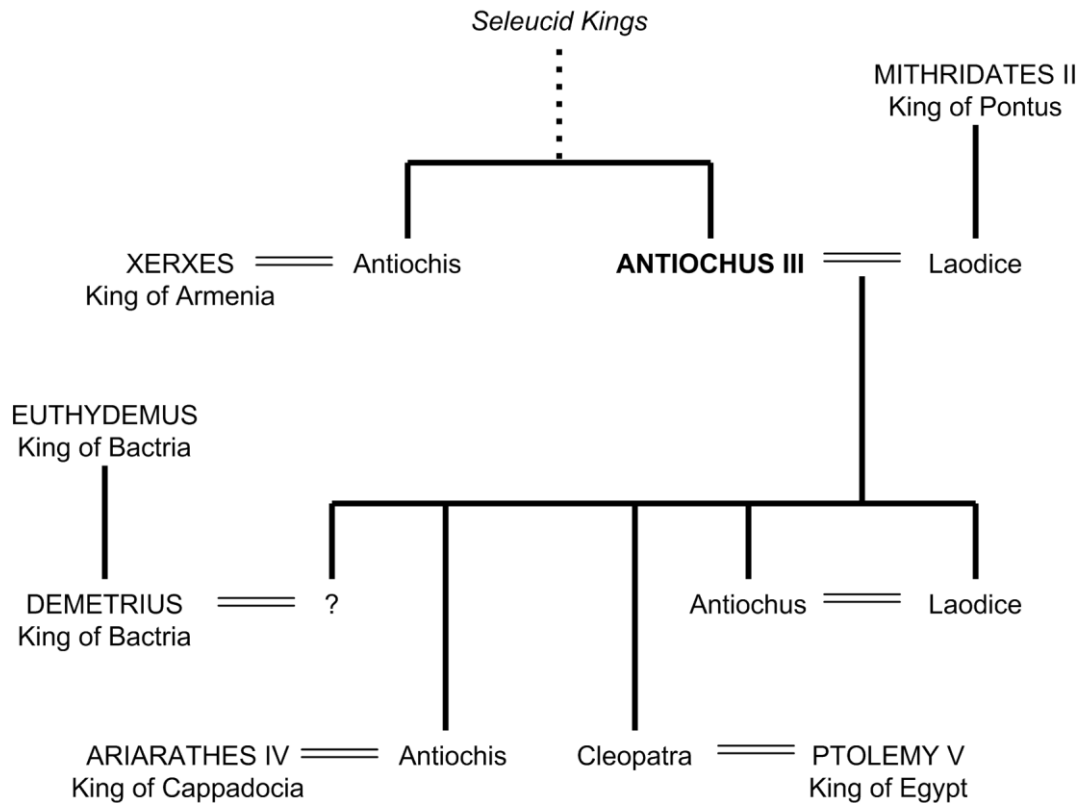 Seleucid Kings
MITHRIDATES II
King of Pontus
XERXES
King of Armenia
Antiochis
ANTIOCHUS III
Laodice
EUTHYDEMUS
King of Bactria
DEMETRIUS
King of Bactria
?
Antiochus
Laodice
ARIARATHES IV
King of Cappadocia
Antiochis
Cleopatra
PTOLEMY V
King of Egypt